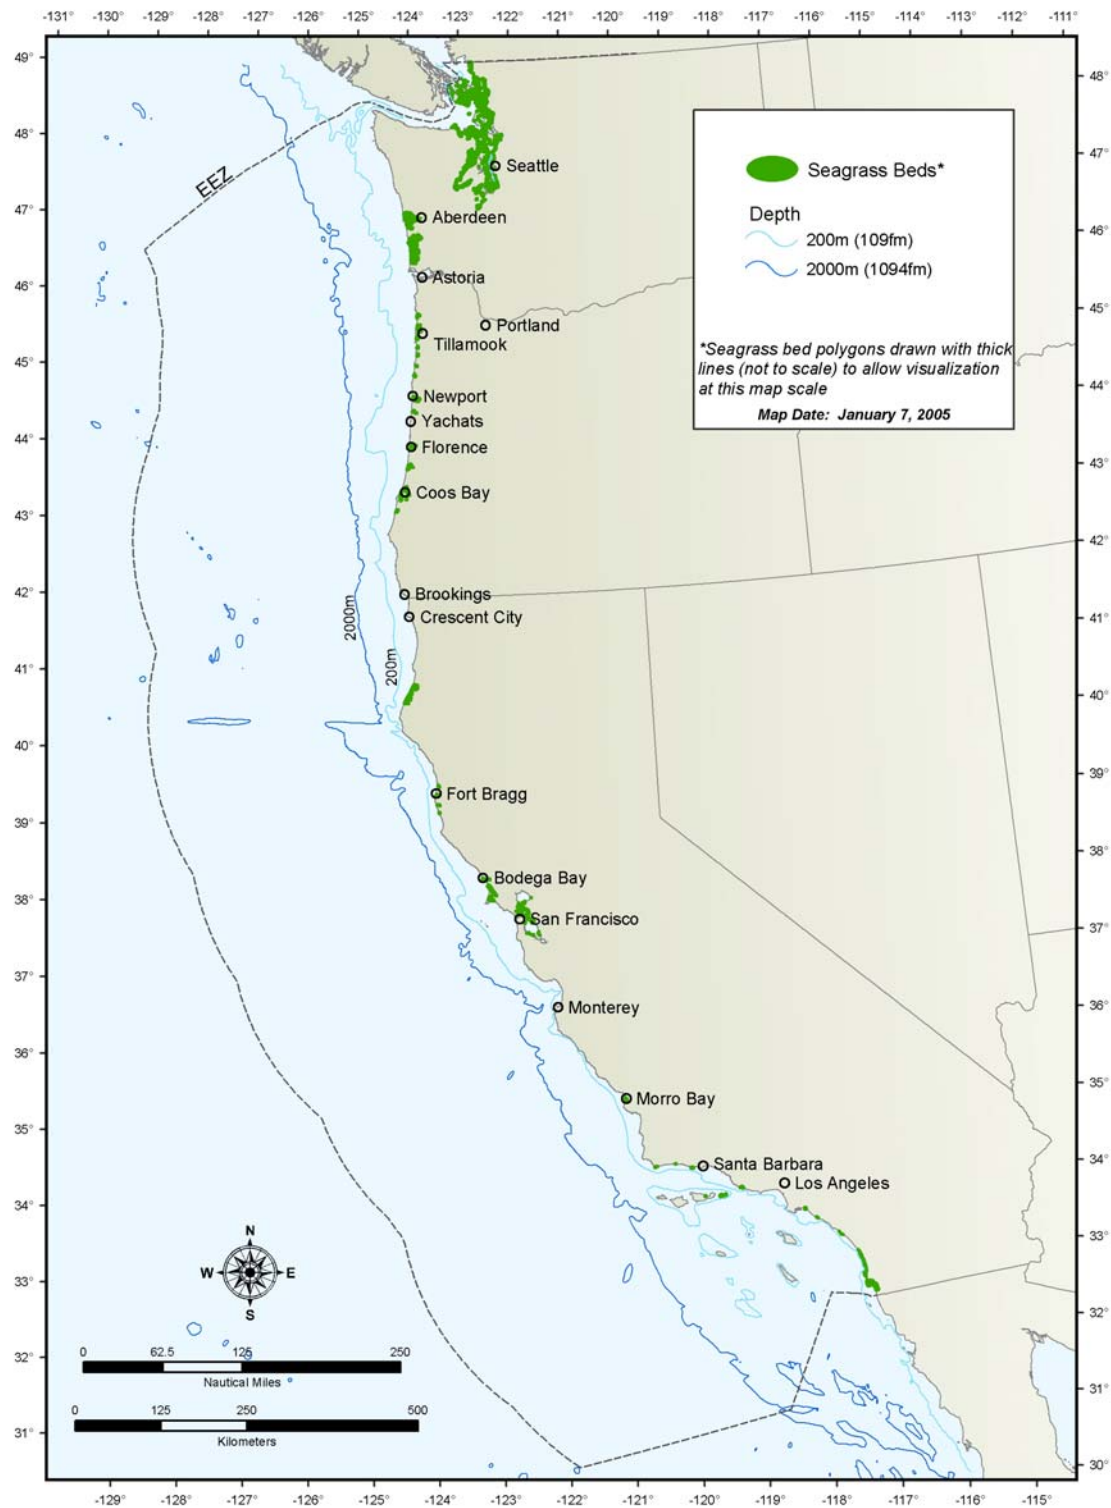 -131° -130° -129° -128° -127° -126° -125° -124° -123° -122° -121° -120° -119° -118° -117° -116° -115° -114° -113° -112° -111°
49°
48°
47°
46°
45°
44°
43°
42°
41°
40°
39°
38°
37°
36°
35°
34°
33°
32°
31°
48°
47°
46°
45°
44°
43°
42°
41°
40°
39°
38°
37°
36°
35°
34°
33°
32°
31°
30°
Seagrass Beds*
Depth
200m (109fm)
2000m (1094fm)
*Seagrass bed polygons drawn with thick
lines (not to scale) to allow visualization
at this map scale
Map Date: January 7, 2005
EEZ
Seattle
Aberdeen
Astoria
Portland
Tillamook
Newport
Yachats
Florence
Coos Bay
Brookings
Crescent City
2000m
200m
Fort Bragg
Bodega Bay
San Francisco
Monterey
Morro Bay
Santa Barbara
Los Angeles
N
W E
S
0 62.5 125 250
Nautical Miles
0 125 250 500
Kilometers
-129° -128° -127° -126° -125° -124° -123° -122° -121° -120° -119° -118° -117° -116° -115°